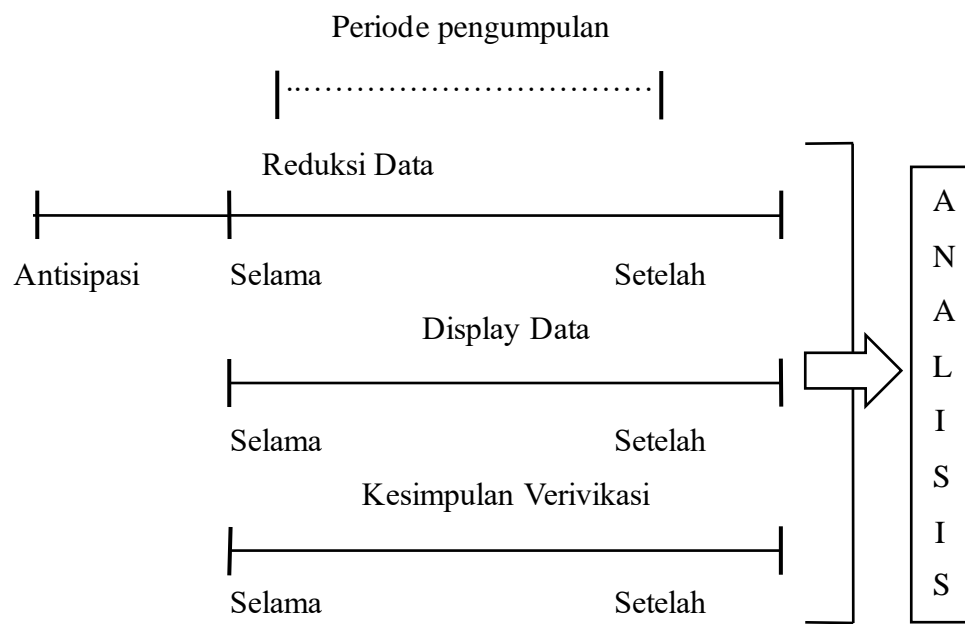 Periode pengumpulan
Reduksi Data
Antisipasi Selama Setelah
Display Data
Selama Setelah
Kesimpulan Verivikasi
Selama Setelah
A
N
A
L
I
S
I
S